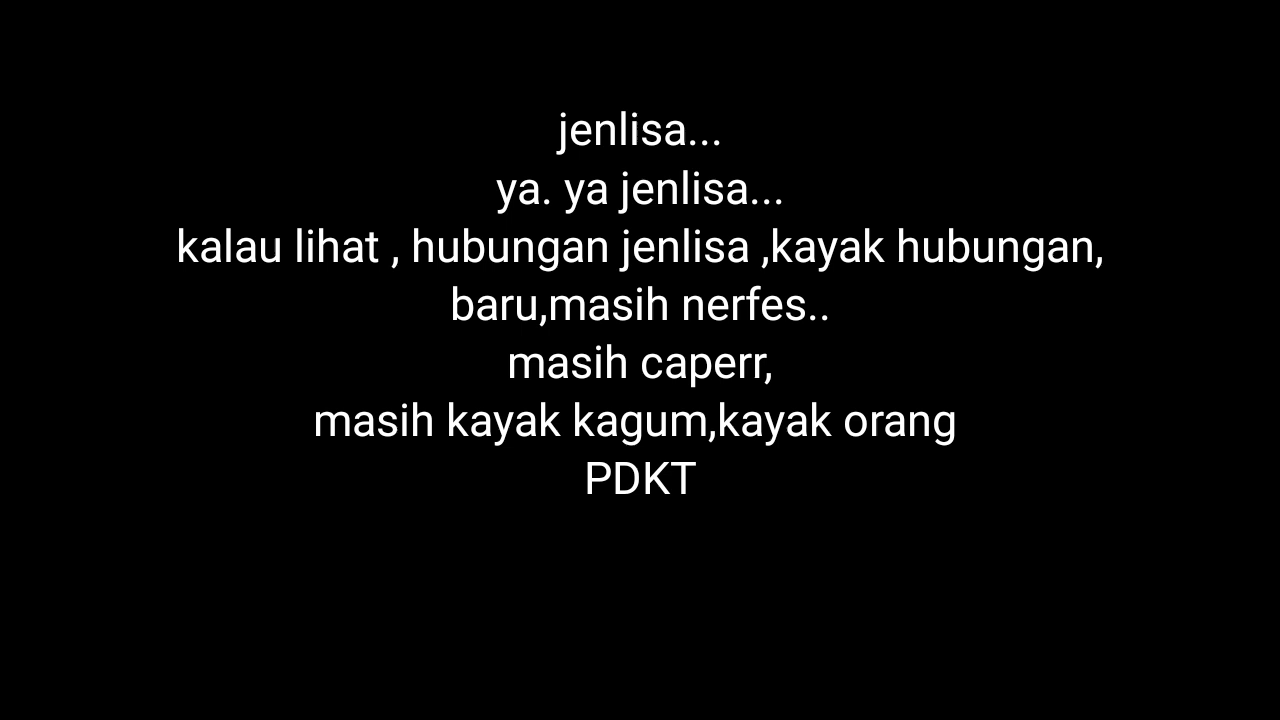 jenlisa...
ya. ya jenlisa...
kalau lihat , hubungan jenlisa ,kayak hubungan,
baru,masih nerfes..
masih caperr,
masih kayak kagum,kayak orang
PDKT